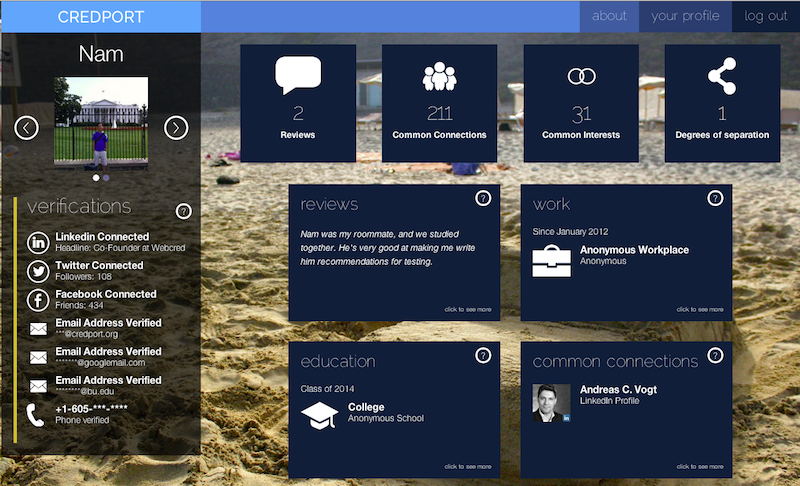 CREDPORT
about
your profile
log out
Nam
verifications
?
Linkedin Connected
Headline: Co-Founder at Webcred
Twitter Connected
Followers: 108
Facebook Connected
Friends: 434
Email Address Verified
***@credport.org
Email Address Verified
*******@googlemail.com
Email Address Verified
********@bu.edu
+1-605-***-****
Phone verified
2
Reviews
211
Common Connections
31
Common Interests
1
Degrees of separation
reviews
?
Nam was my roommate, and we studied
together. He's very good at making me write
him recommendations for testing.
click to see more
work
?
Since January 2012
Anonymous Workplace
Anonymous
click to see more
education
?
Class of 2014
College
Anonymous School
click to see more
common connections
?
Andreas C. Vogt
LinkedIn Profile
in
click to see more